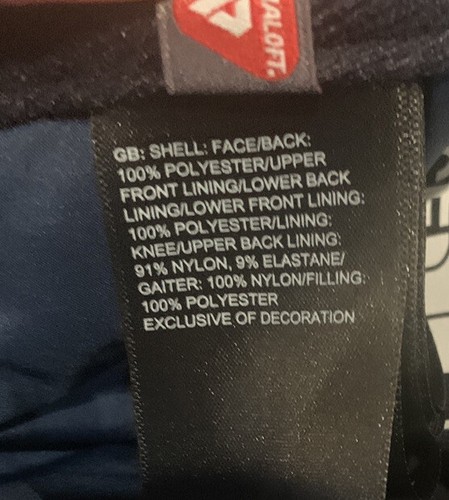 ALOFT.
GB: SHELL: FACE/BACK:
100% POLYESTER/UPPER
FRONT LINING/LOWER BACK
LINING/LOWER FRONT LINING:
100% POLYESTER/LINING:
KNEE/UPPER BACK LINING:
91% NYLON, 9% ELASTANE/
GAITER: 100% NYLON/FILLING:
100% POLYESTER
EXCLUSIVE OF DECORATION